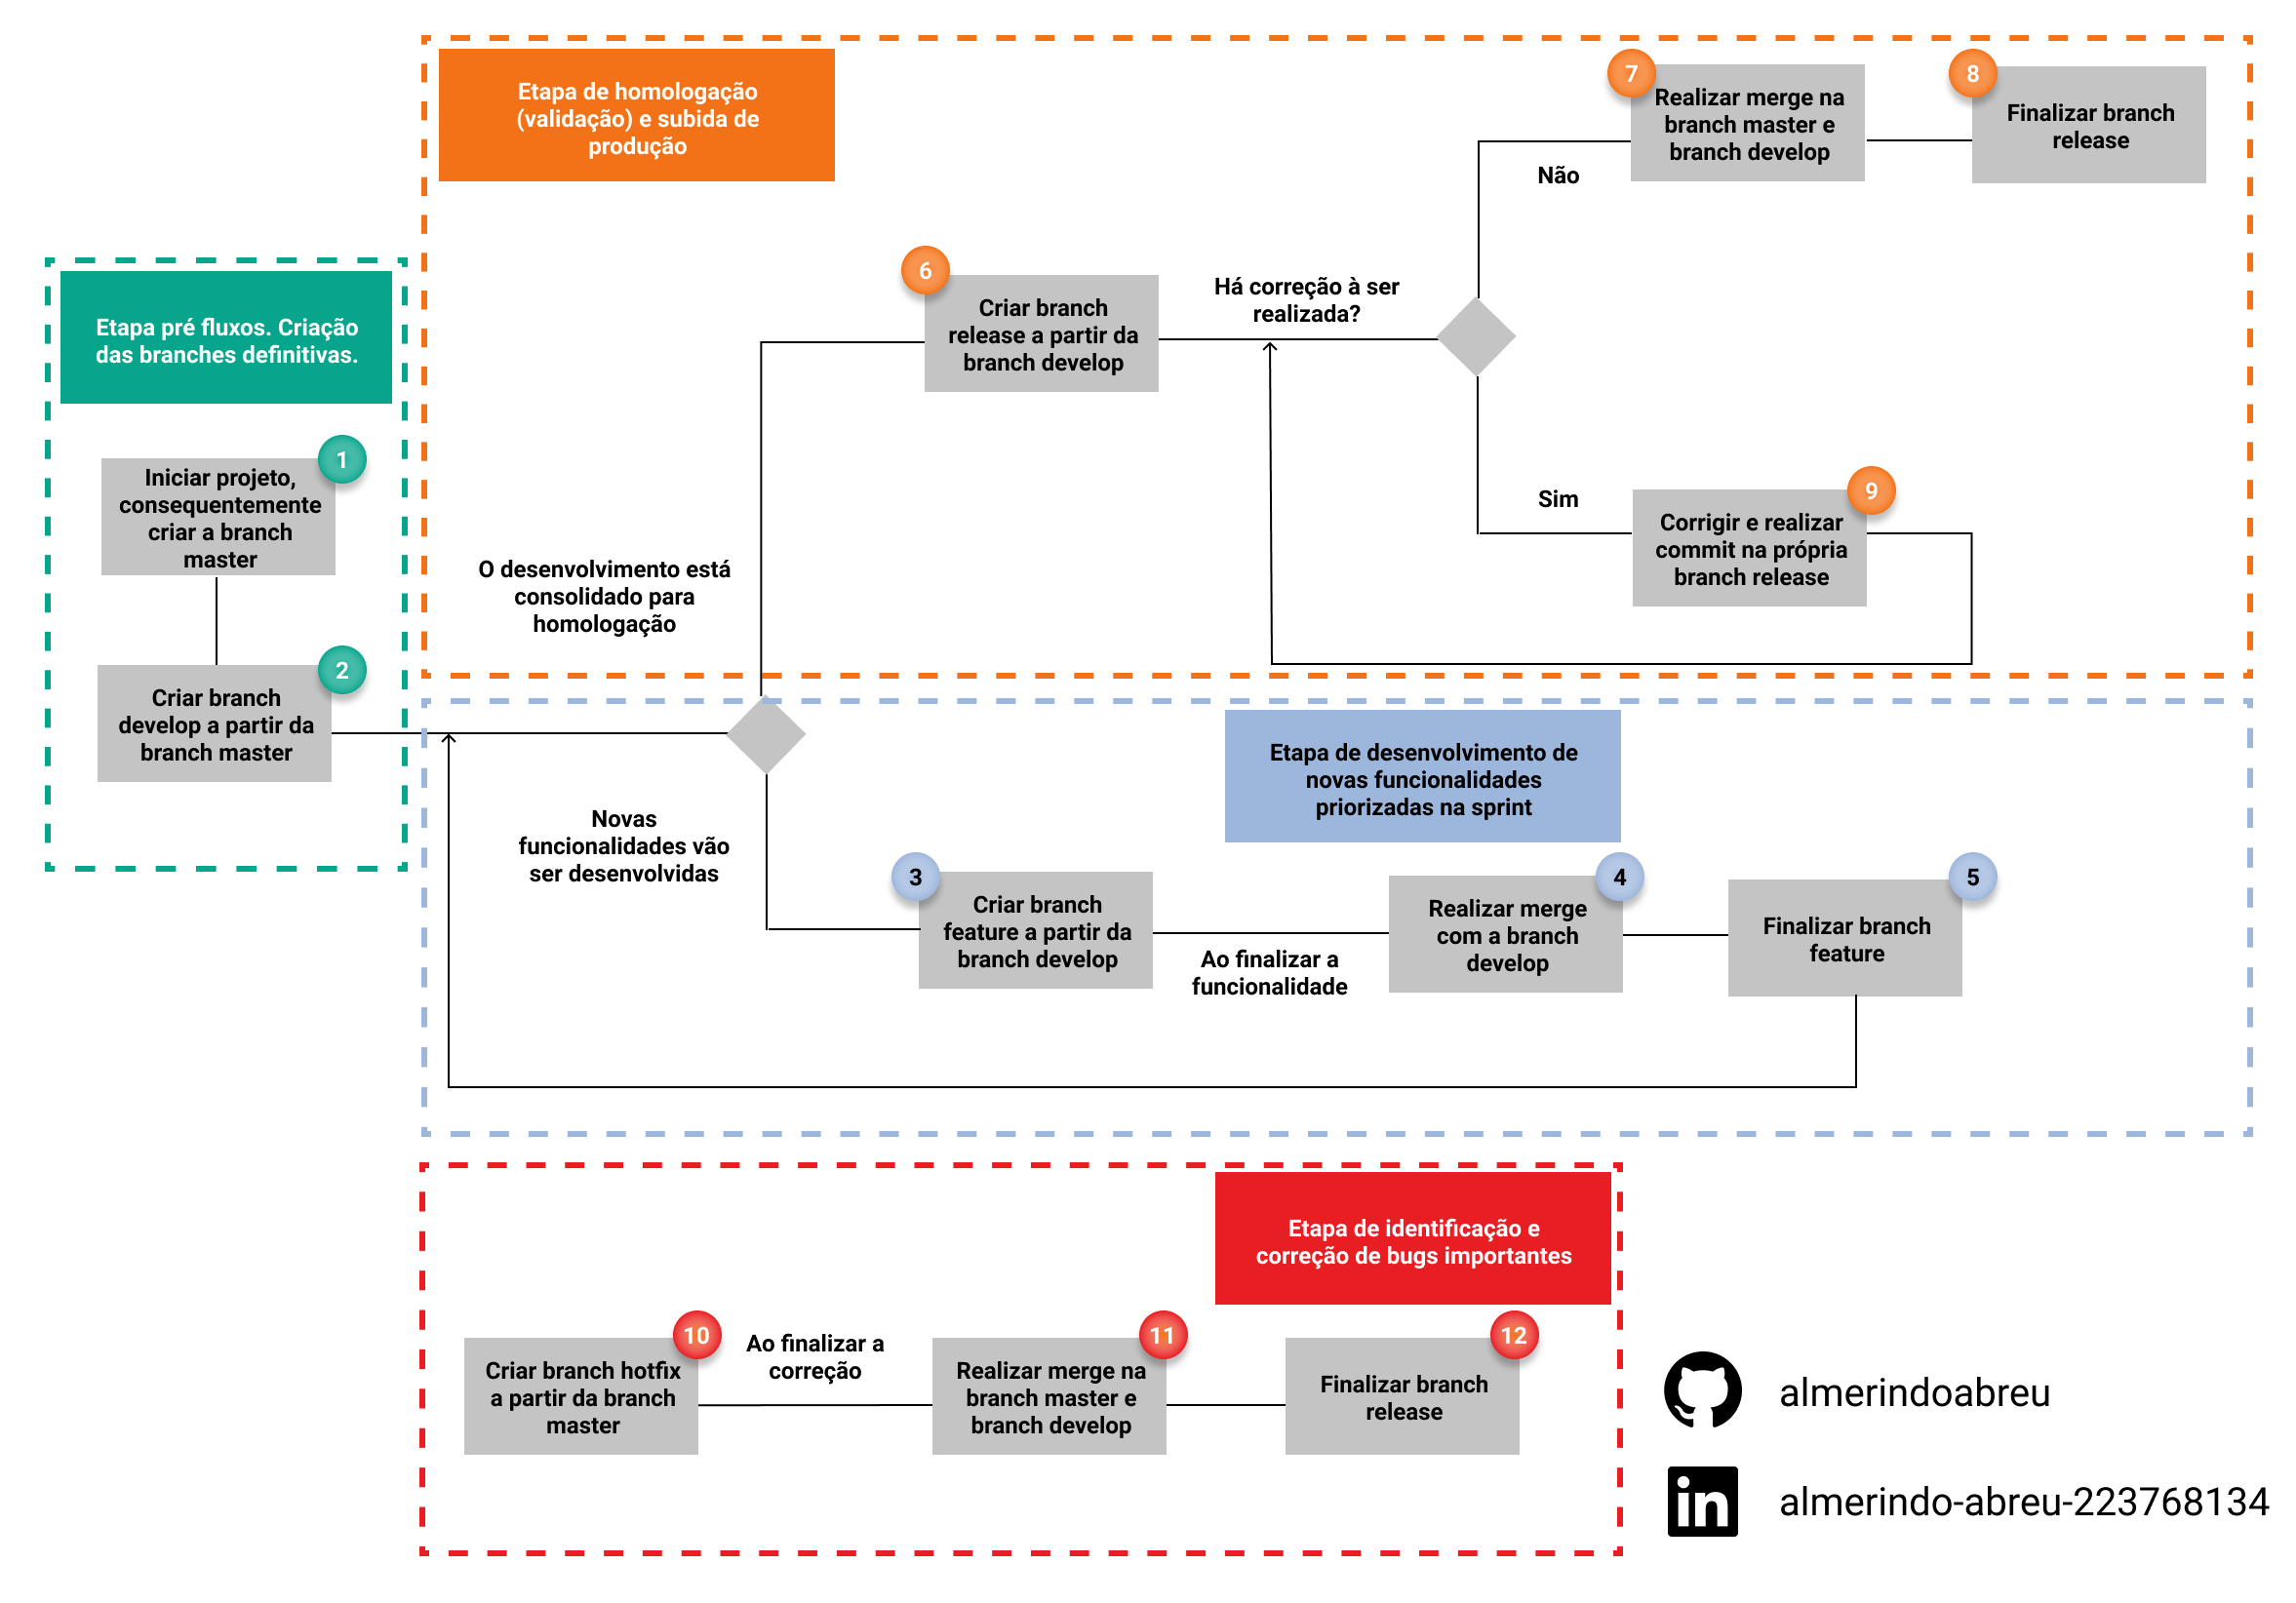 Etapa de homologação
(validação) e subida de
produção
7
Realizar merge na
branch master e
branch develop
8
Finalizar branch
release
Não
6
Criar branch
release a partir da
branch develop
Há correção à ser
realizada?
Sim
9
Corrigir e realizar
commit na própria
branch release
O desenvolvimento está
consolidado para
homologação
Etapa pré fluxos. Criação
das branches definitivas.
1
Iniciar projeto,
consequentemente
criar a branch
master
2
Criar branch
develop a partir da
branch master
Etapa de desenvolvimento de
novas funcionalidades
priorizadas na sprint
Novas
funcionalidades vão
ser desenvolvidas
3
Criar branch
feature a partir da
branch develop
Ao finalizar a
funcionalidade
4
Realizar merge
com a branch
develop
5
Finalizar branch
feature
Etapa de identificação e
correção de bugs importantes
10
Criar branch hotfix
a partir da branch
master
Ao finalizar a
correção
11
Realizar merge na
branch master e
branch develop
12
Finalizar branch
release
almerindoabreu
in
almerindo-abreu-223768134